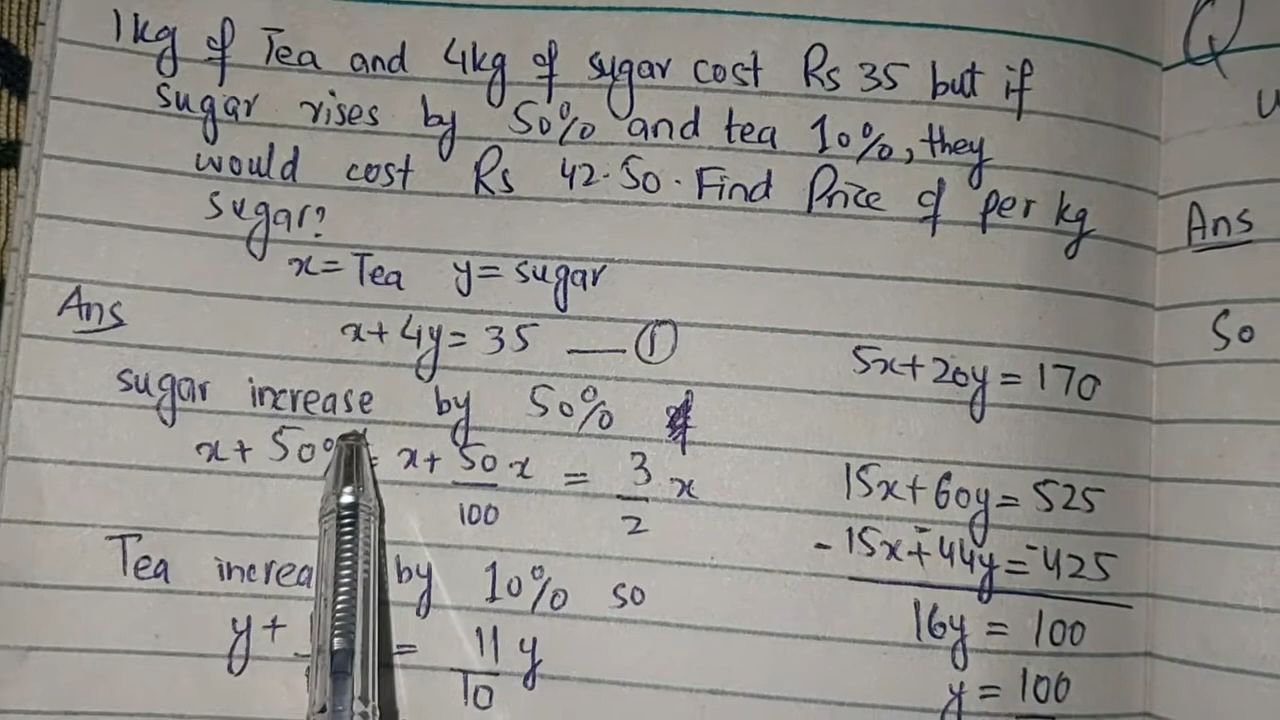 1kg of Tea and 4kg of sygar cost Rs 35 but if
sugar rises by 50% and tea 10%, they
would cost Rs 42.50. Find Price of per kg
sugar?
x = Tea y = sugar
Ans
x + 4y = 35 — ①
sugar increase by 50%
x + 50% = x + 50/100 x = 3/2 x
Tea increa by 10% so
y + = 11/10 y
5x + 20y = 170
15x + 60y = 525
- 15x + 44y = 425
16y = 100
y = 100
Q
Ans
So